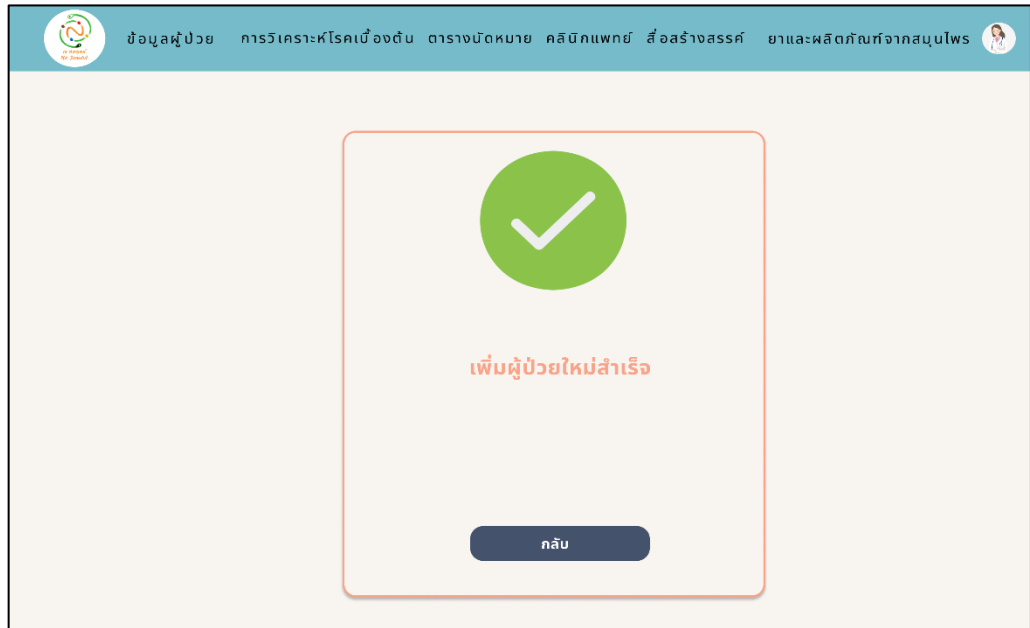 ข้อมูลผู้ป่วย การวิเคราะห์โรคเบื้องต้น ตารางนัดหมาย คลินิกแพทย์ สื่อสร้างสรรค์ ยาและผลิตภัณฑ์จากสมุนไพร
เพิ่มผู้ป่วยใหม่สำเร็จ
กลับ